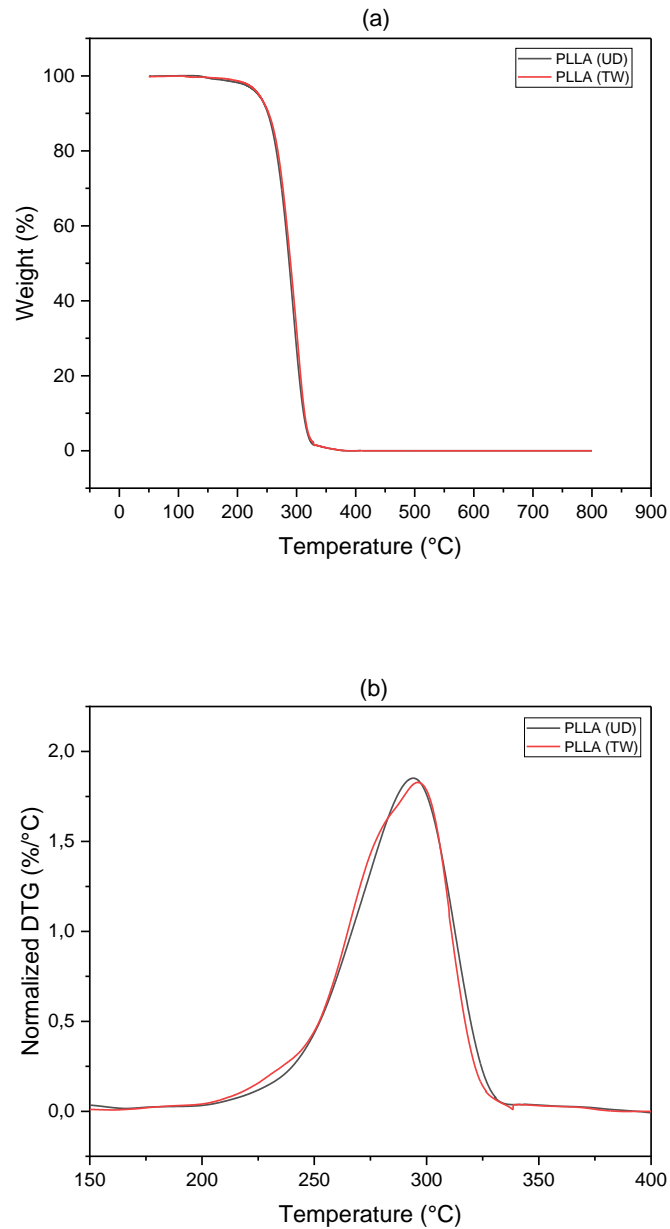 (a)
PLLA (UD)
PLLA (TW)
100
80
60
40
20
0
Weight (%)
0 100 200 300 400 500 600 700 800 900
Temperature (°C)
(b)
PLLA (UD)
PLLA (TW)
2,0
1,5
1,0
0,5
0,0
Normalized DTG (%/°C)
150 200 250 300 350 400
Temperature (°C)